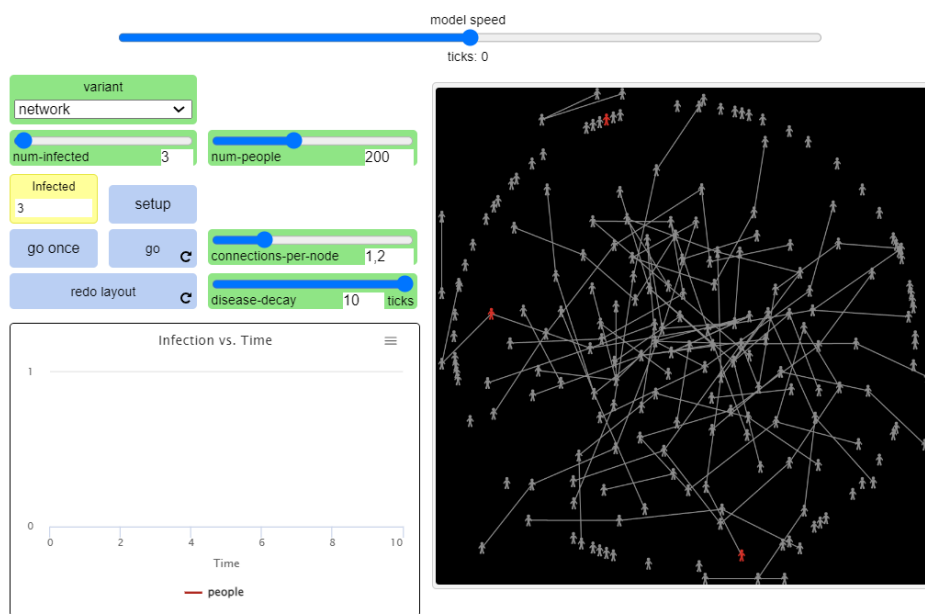 model speed
ticks: 0
variant
network
num-infected 3
num-people 200
Infected
3
setup
go once
go
connections-per-node 1,2
redo layout
disease-decay 10 ticks
Infection vs. Time
1
0
0 2 4 6 8 10
Time
people